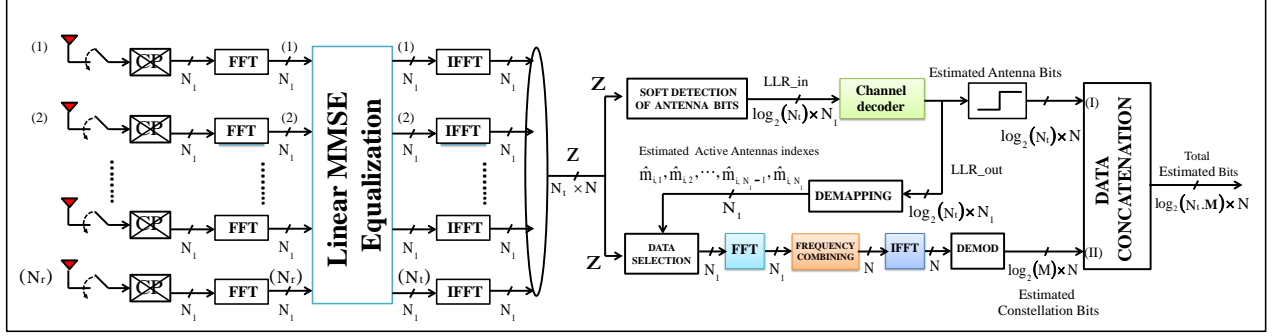 (1)
CP
N1
FFT
N1
(1)
(2)
CP
N1
FFT
N1
(2)
CP
N1
FFT
N1
(Nr)
CP
N1
FFT
N1
(Nr)
Linear MMSE
Equalization
(1)
N1
IFFT
N1
(2)
N1
IFFT
N1
N1
IFFT
N1
(Nt)
N1
IFFT
N1
Z
Nt × N
Z
SOFT DETECTION
OF ANTENNA BITS
LLR_in
log2(Nt)× N1
Channel
decoder
Estimated Antenna Bits
log2(Nt)× N
(I)
Estimated Active Antennas indexes
m̂i,1, m̂i,2, ⋯, m̂i,N1−1, m̂i,N1
N1
DEMAPPING
LLR_out
log2(Nt)× N1
Z
DATA
SELECTION
N1
FFT
N1
FREQUENCY
COMBINING
N
IFFT
N
DEMOD
log2(M)× N
(II)
Estimated
Constellation Bits
DATA
CONCATENATION
Total
Estimated Bits
log2(Nt.M)× N